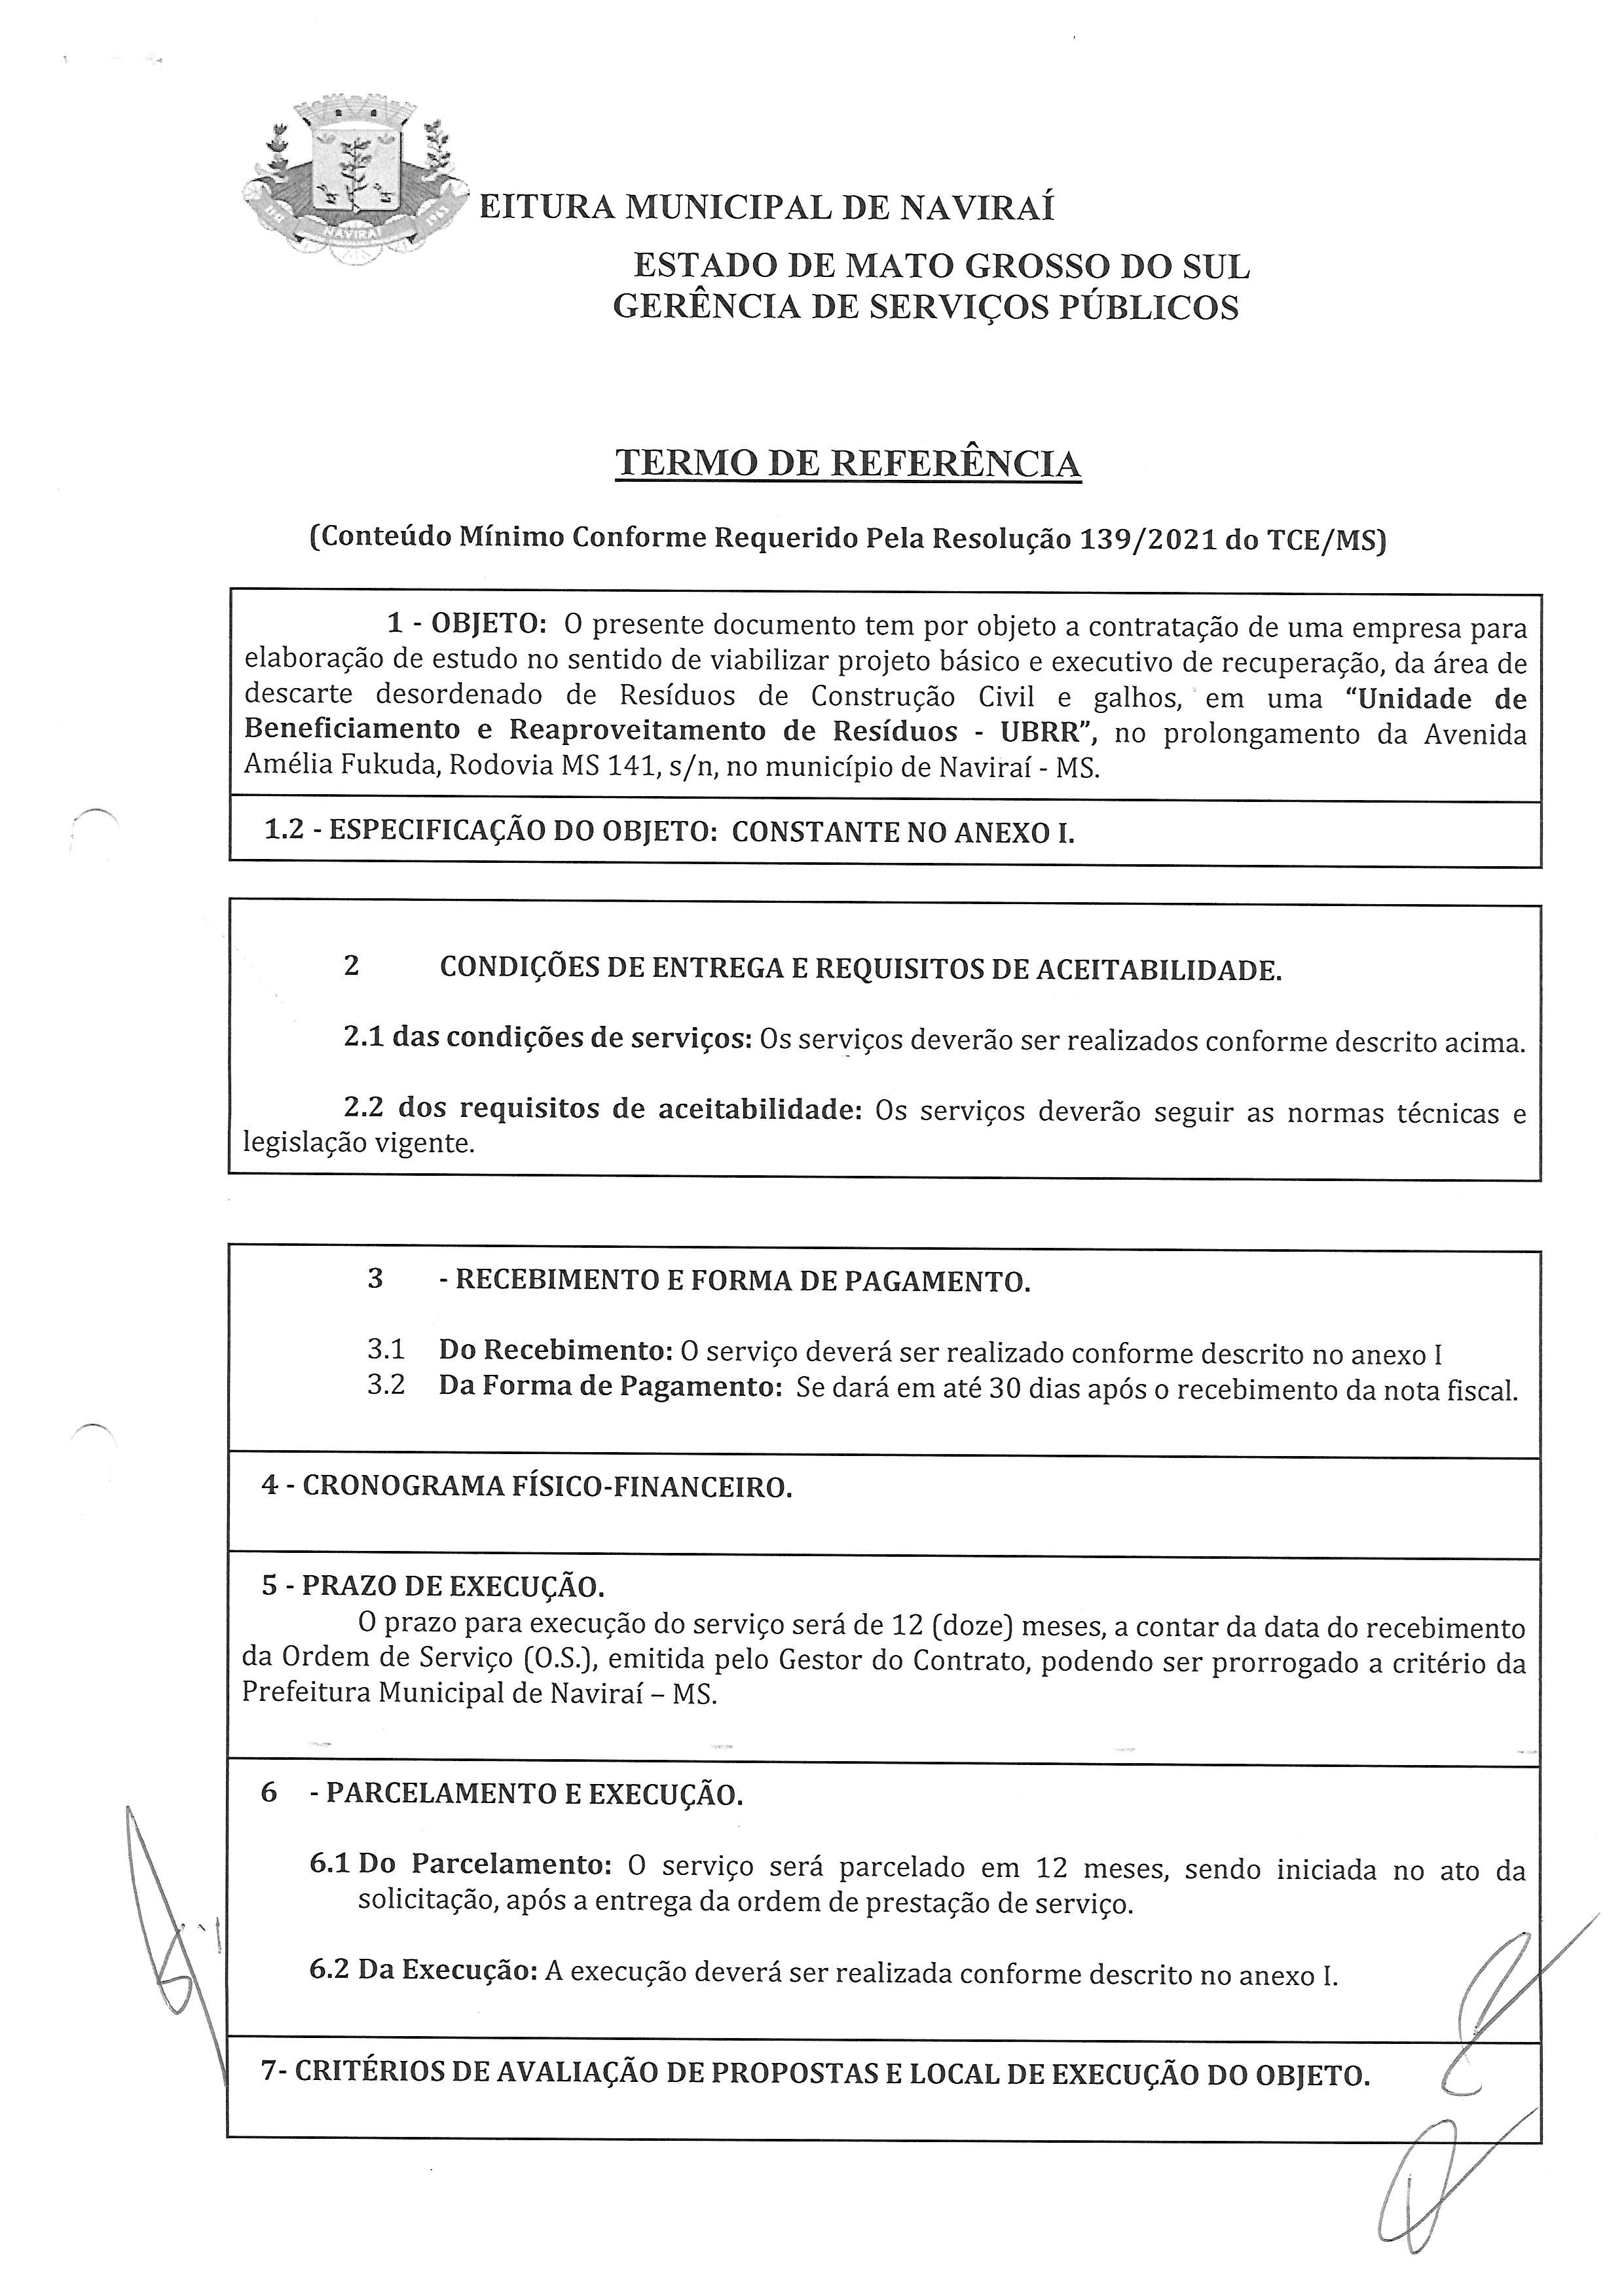 NAVIRAÍ
1963
EITURA MUNICIPAL DE NAVIRAÍ
ESTADO DE MATO GROSSO DO SUL
GERÊNCIA DE SERVIÇOS PÚBLICOS
TERMO DE REFERÊNCIA
(Conteúdo Mínimo Conforme Requerido Pela Resolução 139/2021 do TCE/MS)
1 - OBJETO: O presente documento tem por objeto a contratação de uma empresa para
elaboração de estudo no sentido de viabilizar projeto básico e executivo de recuperação, da área de
descarte desordenado de Resíduos de Construção Civil e galhos, em uma “Unidade de
Beneficiamento e Reaproveitamento de Resíduos - UBRR”, no prolongamento da Avenida
Amélia Fukuda, Rodovia MS 141, s/n, no município de Naviraí - MS.
1.2 - ESPECIFICAÇÃO DO OBJETO: CONSTANTE NO ANEXO I.
2 CONDIÇÕES DE ENTREGA E REQUISITOS DE ACEITABILIDADE.
2.1 das condições de serviços: Os serviços deverão ser realizados conforme descrito acima.
2.2 dos requisitos de aceitabilidade: Os serviços deverão seguir as normas técnicas e
legislação vigente.
3 - RECEBIMENTO E FORMA DE PAGAMENTO.
3.1 Do Recebimento: O serviço deverá ser realizado conforme descrito no anexo I
3.2 Da Forma de Pagamento: Se dará em até 30 dias após o recebimento da nota fiscal.
4 - CRONOGRAMA FÍSICO-FINANCEIRO.
5 - PRAZO DE EXECUÇÃO.
O prazo para execução do serviço será de 12 (doze) meses, a contar da data do recebimento
da Ordem de Serviço (O.S.), emitida pelo Gestor do Contrato, podendo ser prorrogado a critério da
Prefeitura Municipal de Naviraí – MS.
6 - PARCELAMENTO E EXECUÇÃO.
6.1 Do Parcelamento: O serviço será parcelado em 12 meses, sendo iniciada no ato da
solicitação, após a entrega da ordem de prestação de serviço.
6.2 Da Execução: A execução deverá ser realizada conforme descrito no anexo I.
7- CRITÉRIOS DE AVALIAÇÃO DE PROPOSTAS E LOCAL DE EXECUÇÃO DO OBJETO.